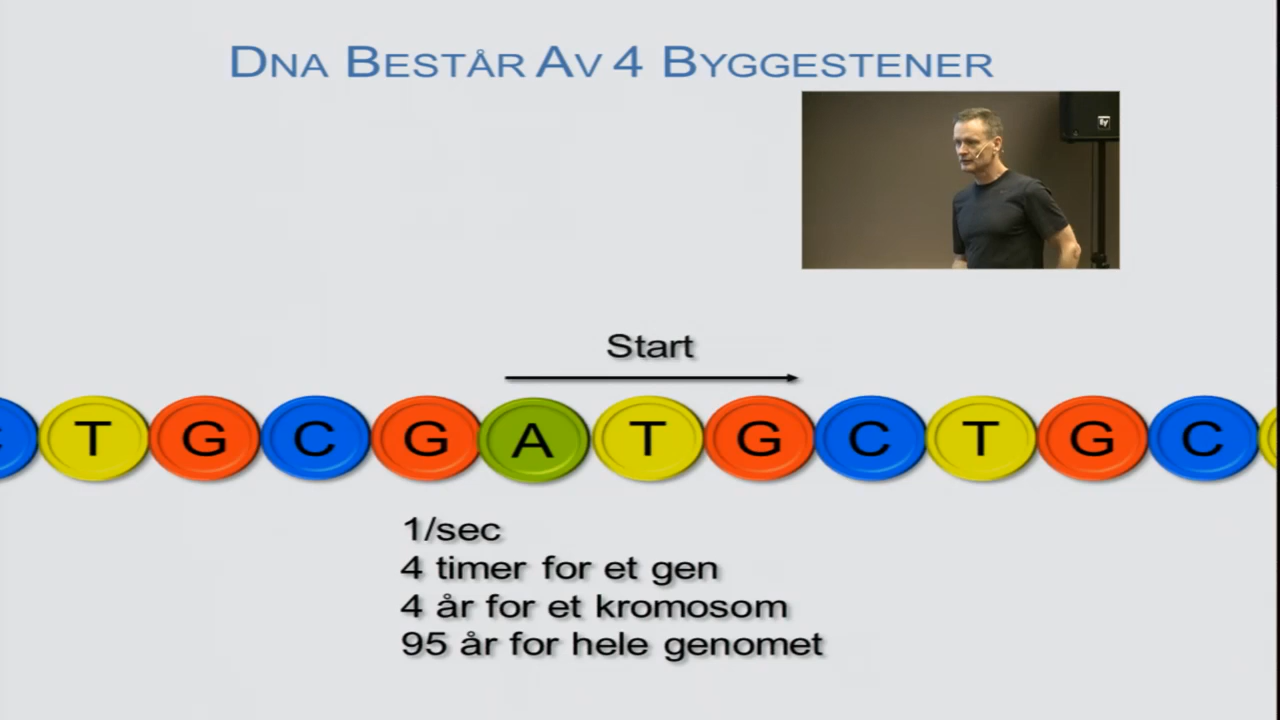 DNA BESTÅR AV 4 BYGGESTENER
Start
C T G C G A T G C T G C
1/sec
4 timer for et gen
4 år for et kromosom
95 år for hele genomet